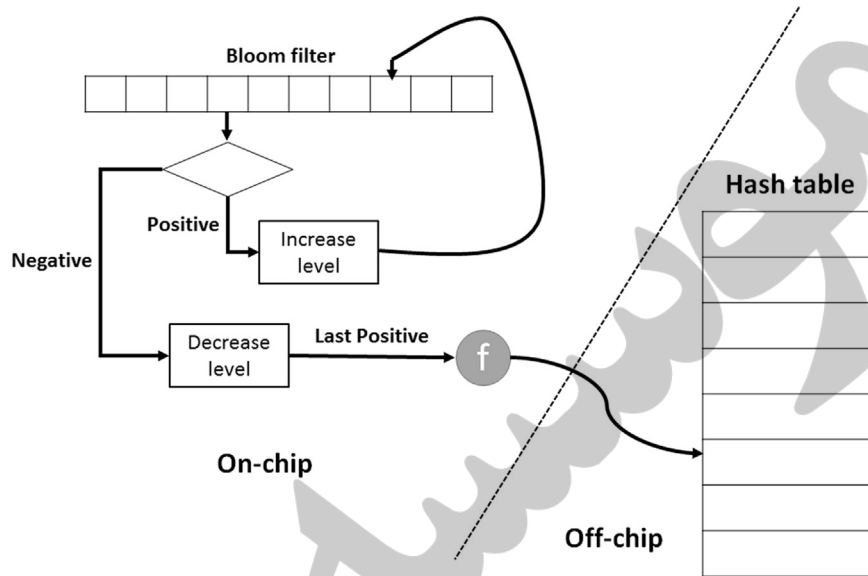 Bloom filter
Hash table
Positive
Increase
level
Negative
Decrease
level
Last Positive
f
On-chip
Off-chip